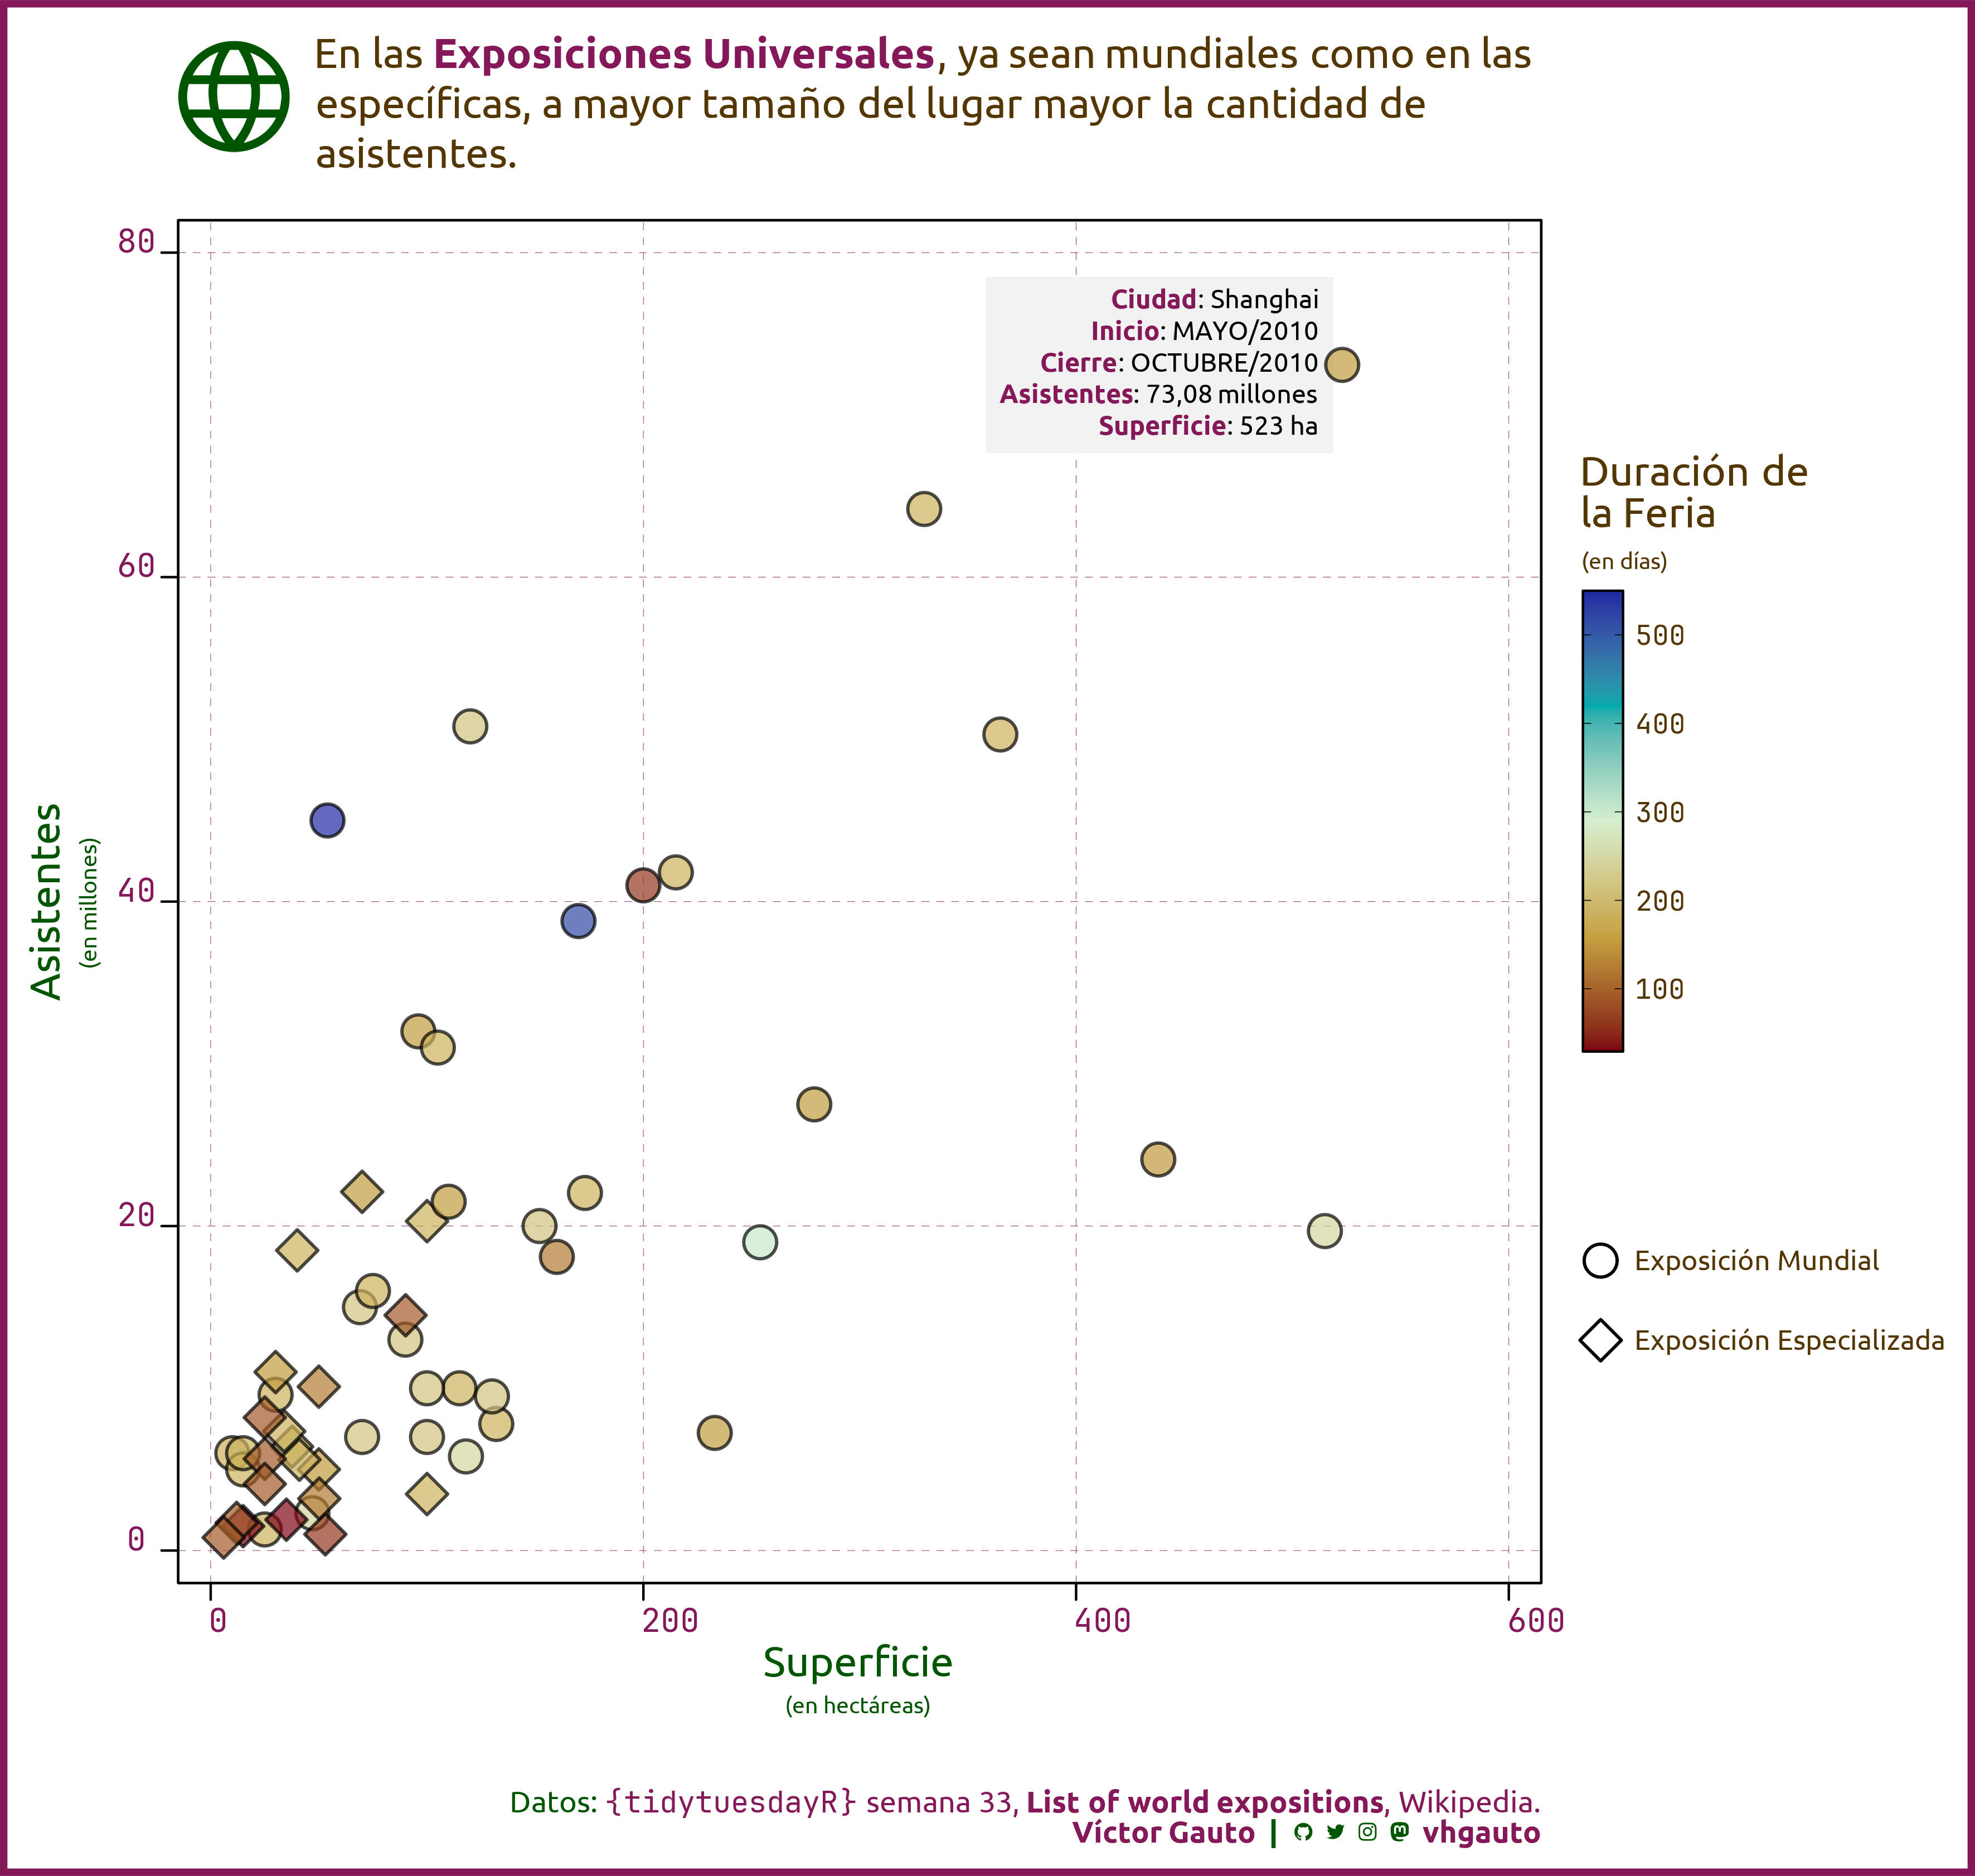 En las Exposiciones Universales, ya sean mundiales como en las
específicas, a mayor tamaño del lugar mayor la cantidad de
asistentes.
80
60
40
20
0
Asistentes
(en millones)
Ciudad: Shanghai
Inicio: MAYO/2010
Cierre: OCTUBRE/2010
Asistentes: 73,08 millones
Superficie: 523 ha
Duración de
la Feria
(en días)
500
400
300
200
100
Exposición Mundial
Exposición Especializada
0
200
400
600
Superficie
(en hectáreas)
Datos: {tidytuesdayR} semana 33, List of world expositions, Wikipedia.
Víctor Gauto | vhgauto